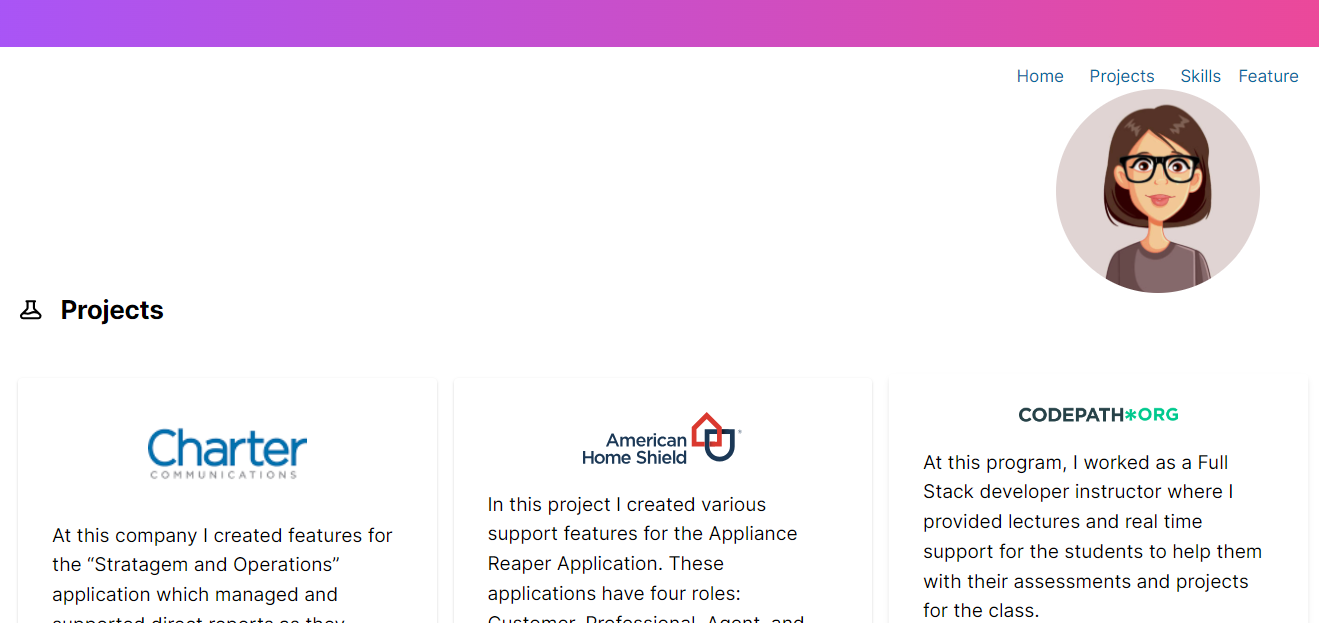 Home Projects Skills Feature
Projects
Charter
COMMUNICATIONS
At this company I created features for
the “Stratagem and Operations”
application which managed and
supported direct reports as they
American
Home Shield
In this project I created various
support features for the Appliance
Reaper Application. These
applications have four roles:
Customer, Professional, Agent, and
CODEPATH*ORG
At this program, I worked as a Full
Stack developer instructor where I
provided lectures and real time
support for the students to help them
with their assessments and projects
for the class.